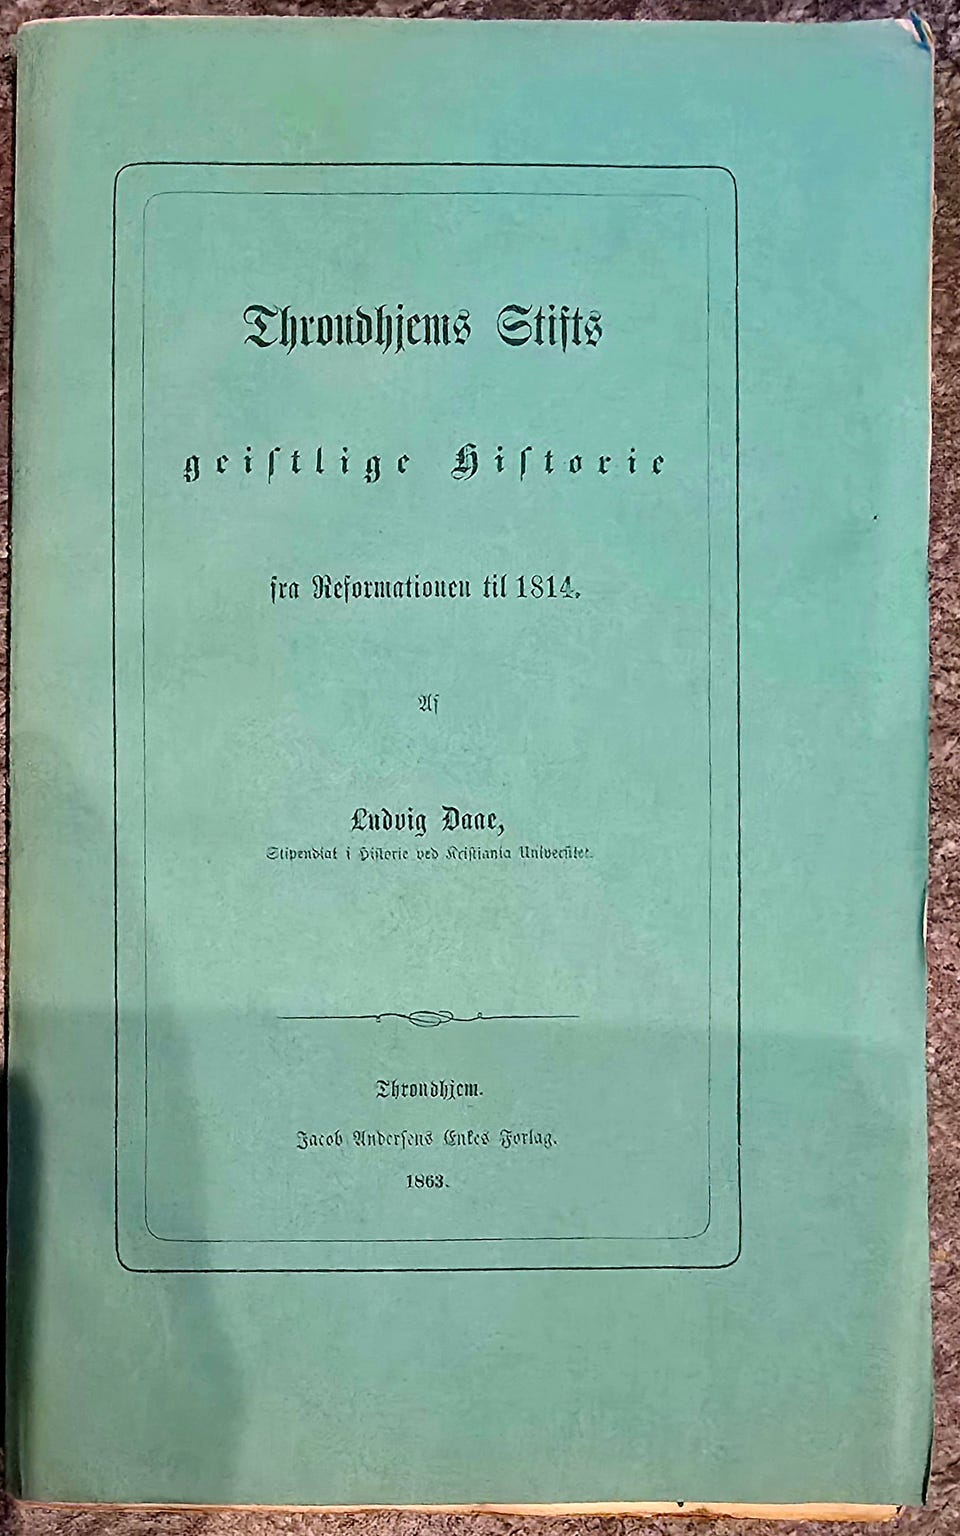 Throndhjems Stifts
geistlige Historie
fra Reformationen til 1814.
Af
Ludvig Daae,
Stipendiat i Historie ved Kristiania Universitet.
Throndhjem.
Jacob Andersens Enkes Forlag.
1863.